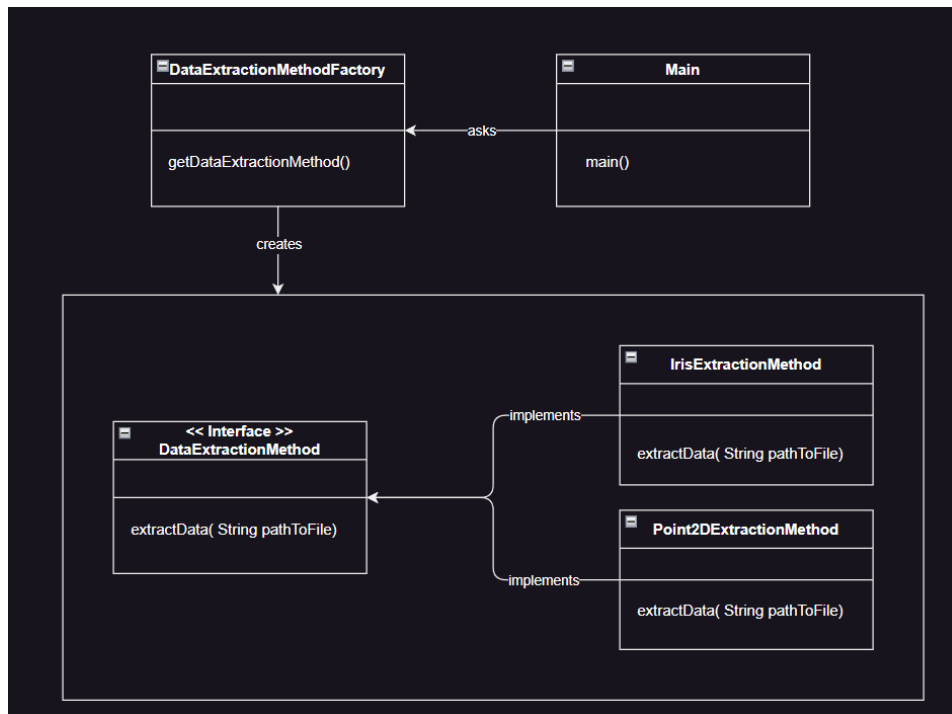 DataExtractionMethodFactory
Main
asks
getDataExtractionMethod()
main()
creates
IrisExtractionMethod
implements
extractData( String pathToFile)
<< Interface >>
DataExtractionMethod
extractData( String pathToFile)
Point2DExtractionMethod
implements
extractData( String pathToFile)